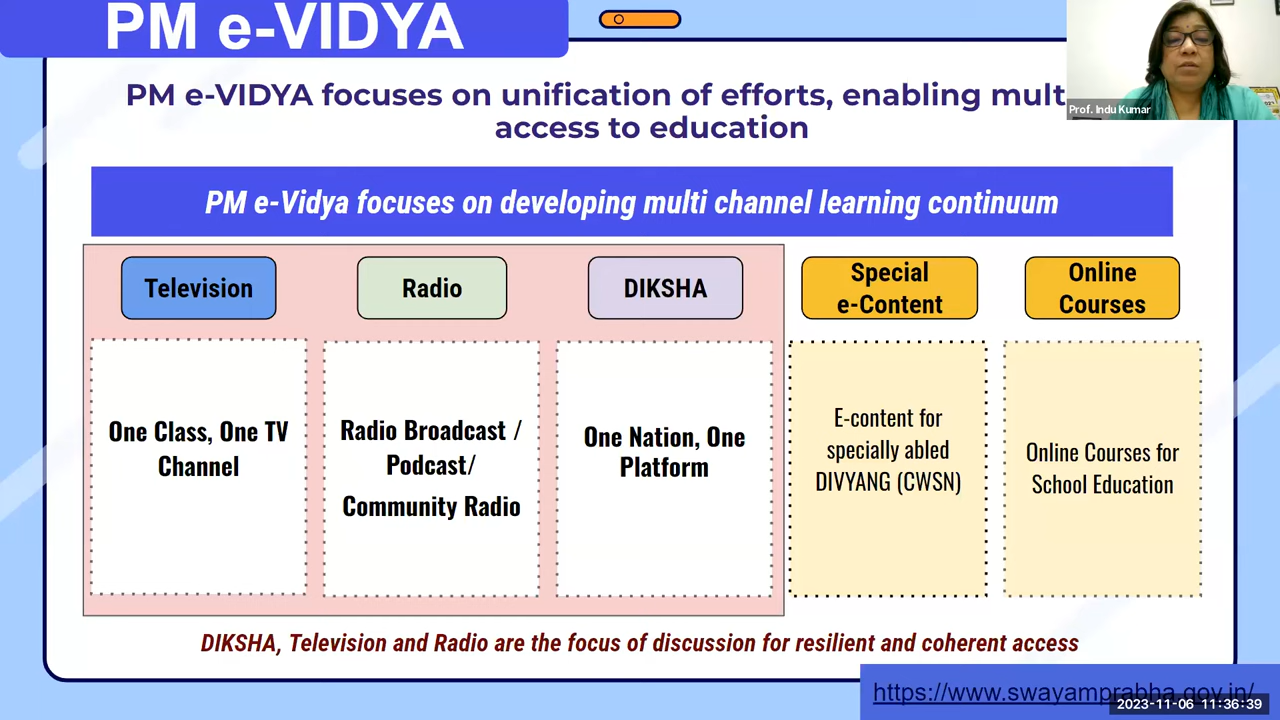 PM e-VIDYA
PM e-VIDYA focuses on unification of efforts, enabling mult
access to education
Prof. Indu Kumar
PM e-Vidya focuses on developing multi channel learning continuum
Television
Radio
DIKSHA
Special
e-Content
Online
Courses
One Class, One TV
Channel
Radio Broadcast /
Podcast/
Community Radio
One Nation, One
Platform
E-content for
specially abled
DIVYANG (CWSN)
Online Courses for
School Education
DIKSHA, Television and Radio are the focus of discussion for resilient and coherent access
https://www.swayamprabha.gov.in/
2023-11-06 11:36:39